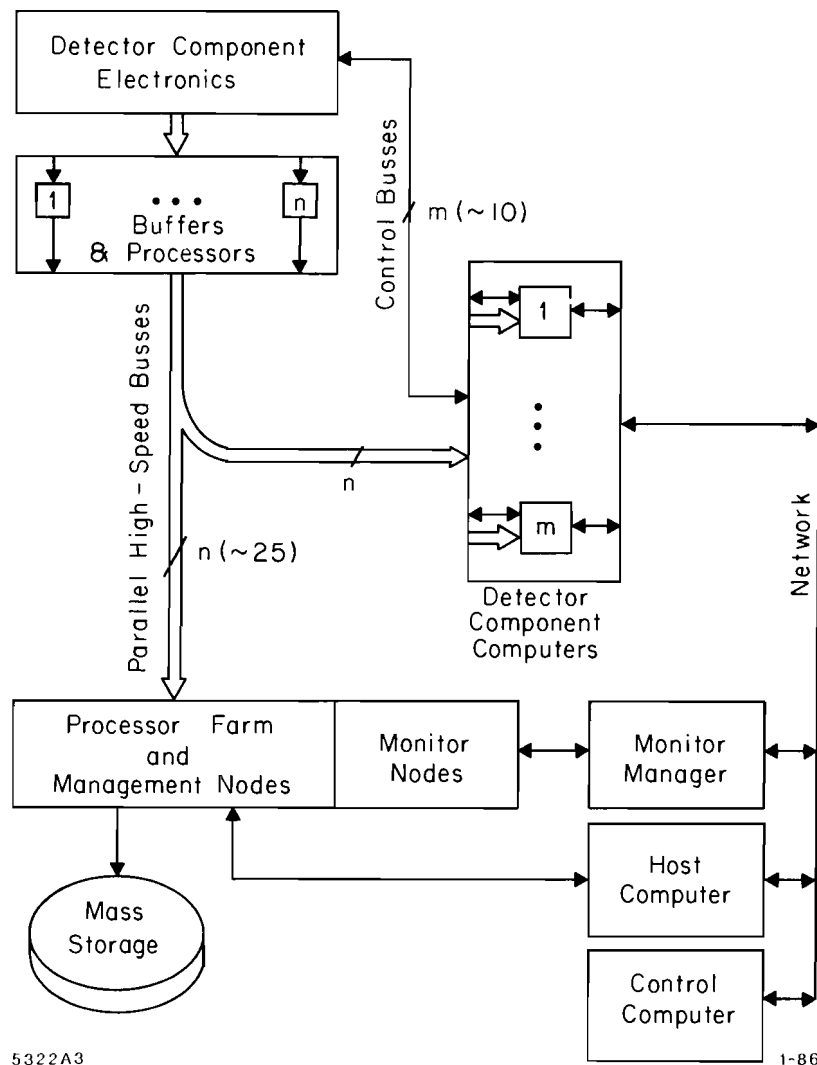 Detector Component
Electronics
1
• • •
n
Buffers
& Processors
Control Busses
m (~10)
1
m
Detector
Component
Computers
n
Parallel High-Speed Busses
n (~25)
Network
Processor Farm
and
Management Nodes
Monitor
Nodes
Monitor
Manager
Host
Computer
Mass
Storage
Control
Computer
5322A3
1-86